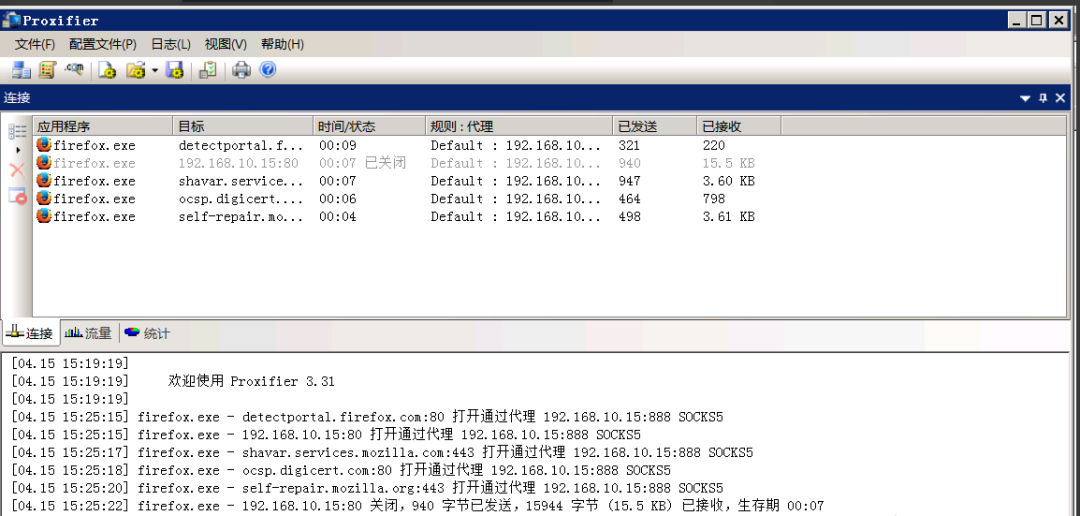 Proxifier
文件(F) 配置文件(P) 日志(L) 视图(V) 帮助(H)
连接
应用程序 目标 时间/状态 规则 : 代理 已发送 已接收
firefox.exe detectportal.f... 00:09 Default : 192.168.10... 321 220
firefox.exe 192.168.10.15:80 00:07 已关闭 Default : 192.168.10... 940 15.5 KB
firefox.exe shavar.service... 00:07 Default : 192.168.10... 947 3.60 KB
firefox.exe ocsp.digicert.... 00:06 Default : 192.168.10... 464 798
firefox.exe self-repair.mo... 00:04 Default : 192.168.10... 498 3.61 KB
连接 流量 统计
[04.15 15:19:19]
[04.15 15:19:19] 欢迎使用 Proxifier 3.31
[04.15 15:19:19]
[04.15 15:25:15] firefox.exe - detectportal.firefox.com:80 打开通过代理 192.168.10.15:888 SOCKS5
[04.15 15:25:15] firefox.exe - 192.168.10.15:80 打开通过代理 192.168.10.15:888 SOCKS5
[04.15 15:25:17] firefox.exe - shavar.services.mozilla.com:443 打开通过代理 192.168.10.15:888 SOCKS5
[04.15 15:25:18] firefox.exe - ocsp.digicert.com:80 打开通过代理 192.168.10.15:888 SOCKS5
[04.15 15:25:20] firefox.exe - self-repair.mozilla.org:443 打开通过代理 192.168.10.15:888 SOCKS5
[04.15 15:25:22] firefox.exe - 192.168.10.15:80 关闭, 940 字节已发送, 15944 字节 (15.5 KB) 已接收, 生存期 00:07